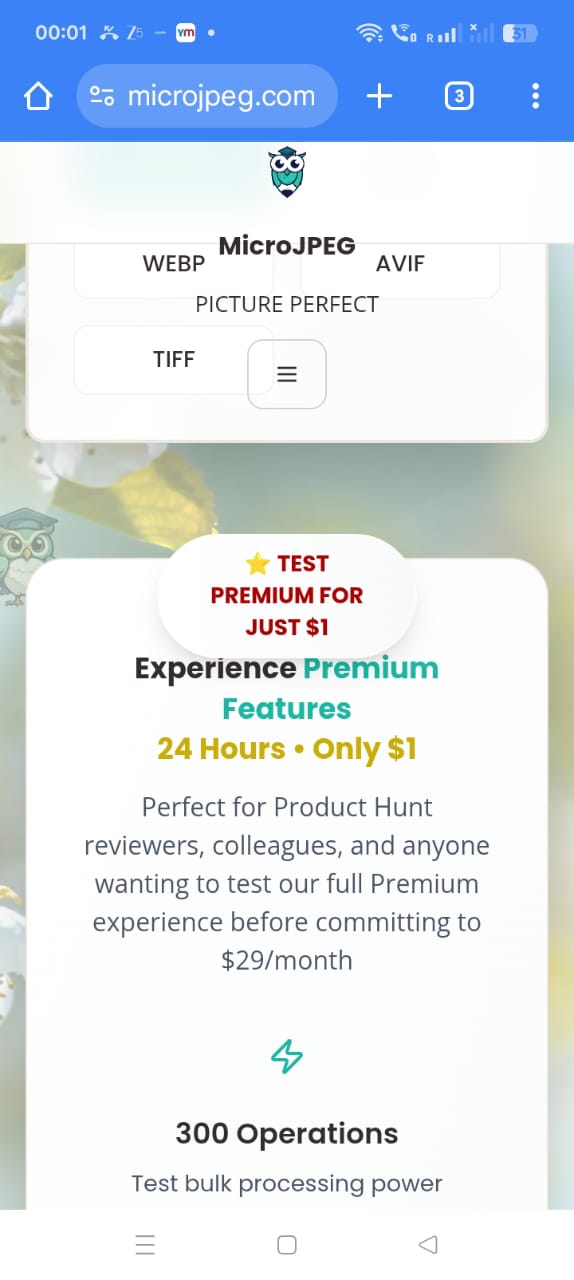 00:01
ym
R
31
microjpeg.com
3
MicroJPEG
WEBP
AVIF
PICTURE PERFECT
TIFF
⭐ TEST
PREMIUM FOR
JUST $1
Experience Premium
Features
24 Hours • Only $1
Perfect for Product Hunt
reviewers, colleagues, and anyone
wanting to test our full Premium
experience before committing to
$29/month
300 Operations
Test bulk processing power